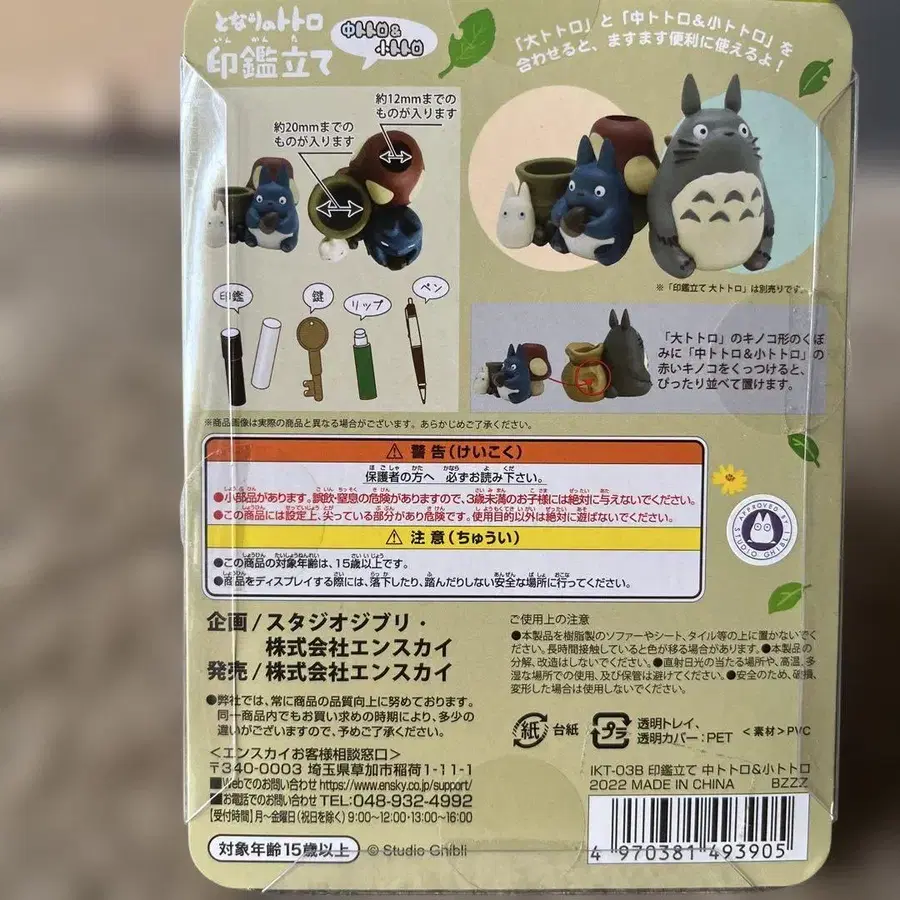 となりのトトロ
いんかんた
印鑑立て
中トトロ&
小トトロ
「大トトロ」と「中トトロ&小トトロ」を
合わせると、ますます便利に使えるよ!
約12mmまでの
ものが入ります
約20mmまでの
ものが入ります
印鑑
鍵
リップ
ペン
※「印鑑立て 大トトロ」は別売りです。
「大トトロ」のキノコ形のくぼ
みに「中トトロ&小トトロ」の
赤いキノコをくっつけると、
ぴったり並べて置けます。
※商品画像は実際の商品と異なる場合がございます。あらかじめご了承ください。
⚠ 警告(けいこく)
ほごしゃ かた かなら よ くだ
保護者の方へ 必ずお読み下さい。
●小部品があります。誤飲・窒息の危険がありますので、3歳未満のお子様には絶対に与えないでください。
●この商品には設計上、尖っている部分があり危険です。使用目的以外は絶対に遊ばないでください。
⚠ 注意(ちゅうい)
●この商品の対象年齢は、15歳以上です。
●商品をディスプレイする際には、落下したり、踏んだりしない安全な場所に行ってください。
APPROVED BY
STUDIO GHIBLI
企画/スタジオジブリ・
株式会社エンスカイ
発売/株式会社エンスカイ
●弊社では、常に商品の品質向上に努めております。
同一商品内でもお買い求めの時期により、多少の
違いがございますので、予めご了承ください。
<エンスカイお客様相談窓口>
〒340-0003 埼玉県草加市稲荷1-11-1
■Webでのお問い合わせ https://www.ensky.co.jp/support/
■お電話でのお問い合わせ TEL:048-932-4992
【受付時間】月~金曜日(祝日を除く)9:00~12:00・13:00~16:00
対象年齢15歳以上
© Studio Ghibli
ご使用上の注意
●本製品を樹脂製のソファーやシート、タイル等の上に置かないでく
ださい。長時間接触していると色が移る場合があります。●本製品の
分解、改造はしないでください。●直射日光の当たる場所や、高温、多
湿な場所での使用、及び保管は避けてください。●安全のため、破損、
変形した場合は使用しないでください。
紙 台紙
プラ
透明トレイ、
透明カバー:PET
<素材>PVC
IKT-03B 印鑑立て 中トトロ&小トトロ
2022 MADE IN CHINA
BZZZ
4 970381 493905